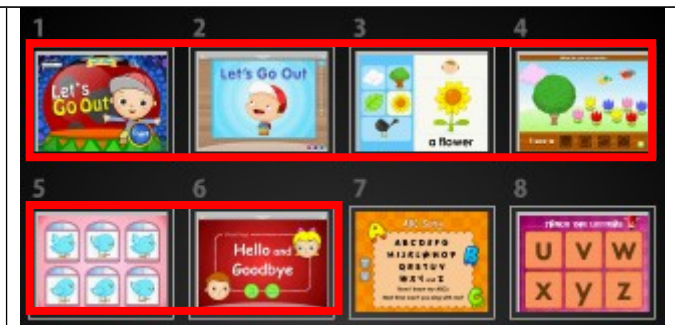 1 2 3 4
Let's
Go Out
Let's Go Out
a flower
I see a
5 6 7 8
Hello and
Goodbye
ABC Song
A B C D E F G
H I J K L M N O P
Q R S T U V
W X Y and Z
A
B
C
U V W
X y Z